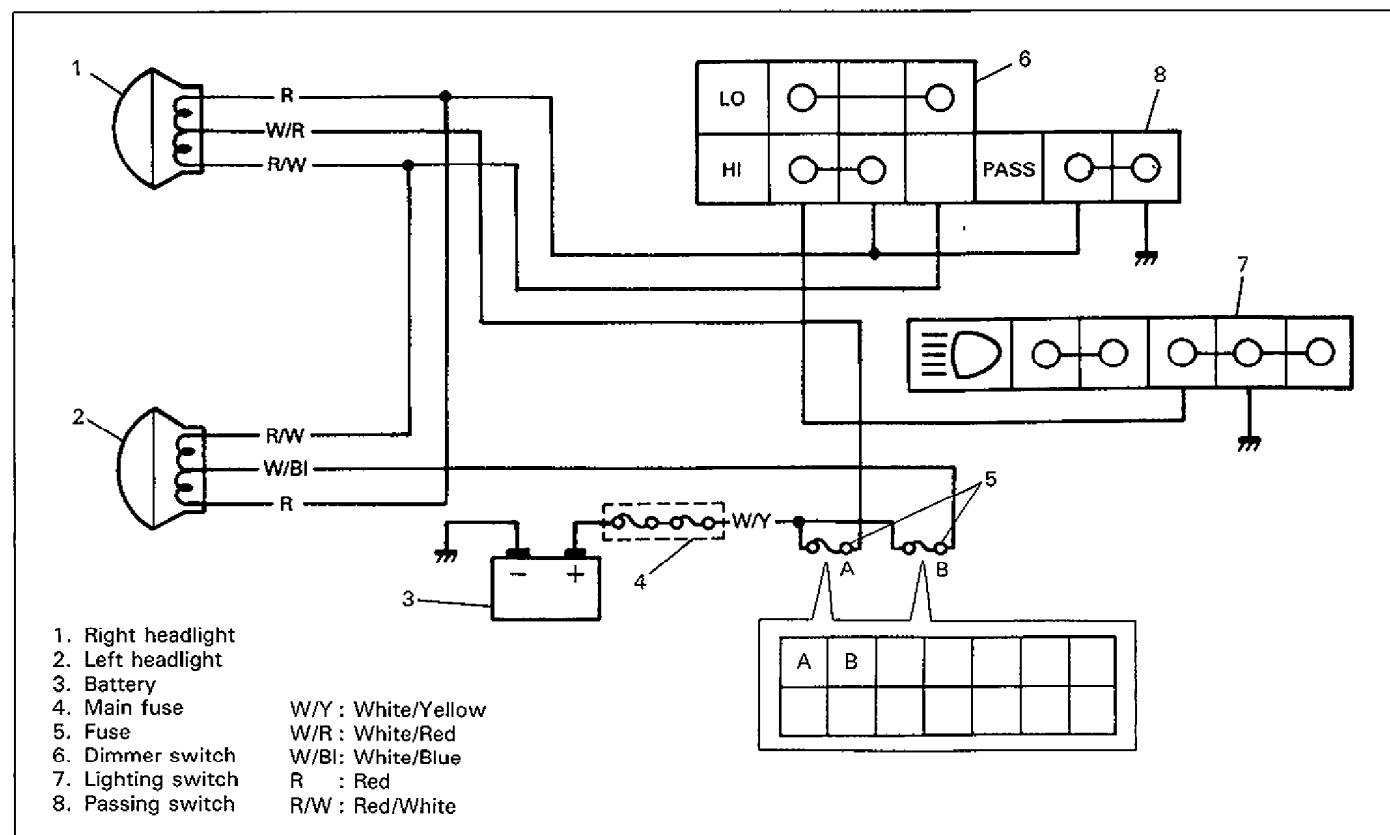 1
R
W/R
R/W
LO
HI
PASS
6
8
7
2
R/W
W/Bl
R
W/Y
5
A
B
- +
3
4
A B
1. Right headlight
2. Left headlight
3. Battery
4. Main fuse
5. Fuse
6. Dimmer switch
7. Lighting switch
8. Passing switch
W/Y : White/Yellow
W/R : White/Red
W/Bl: White/Blue
R : Red
R/W : Red/White